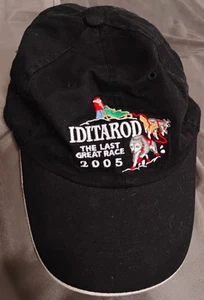 IDITAROD
THE LAST
GREAT RACE
2005